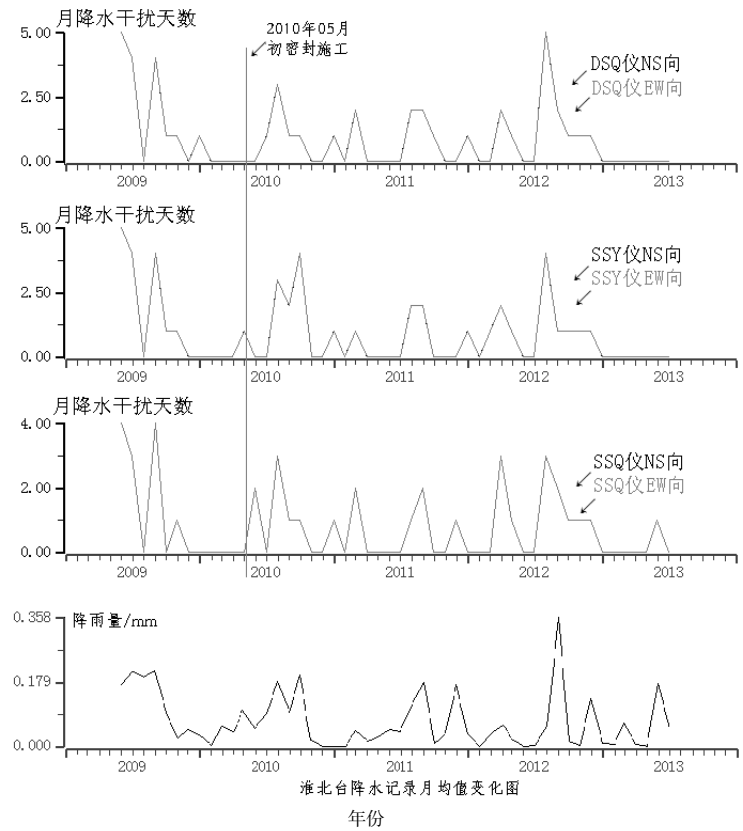 月降水干扰天数
5.00
2.50
0.00
2010年05月
初密封施工
DSQ仪NS向
DSQ仪EW向
2009 2010 2011 2012 2013
月降水干扰天数
5.00
2.50
0.00
SSY仪NS向
SSY仪EW向
2009 2010 2011 2012 2013
月降水干扰天数
4.00
2.00
0.00
SSQ仪NS向
SSQ仪EW向
2009 2010 2011 2012 2013
降雨量/mm
0.358
0.179
0.000
2009 2010 2011 2012 2013
淮北台降水记录月均值变化图
年份